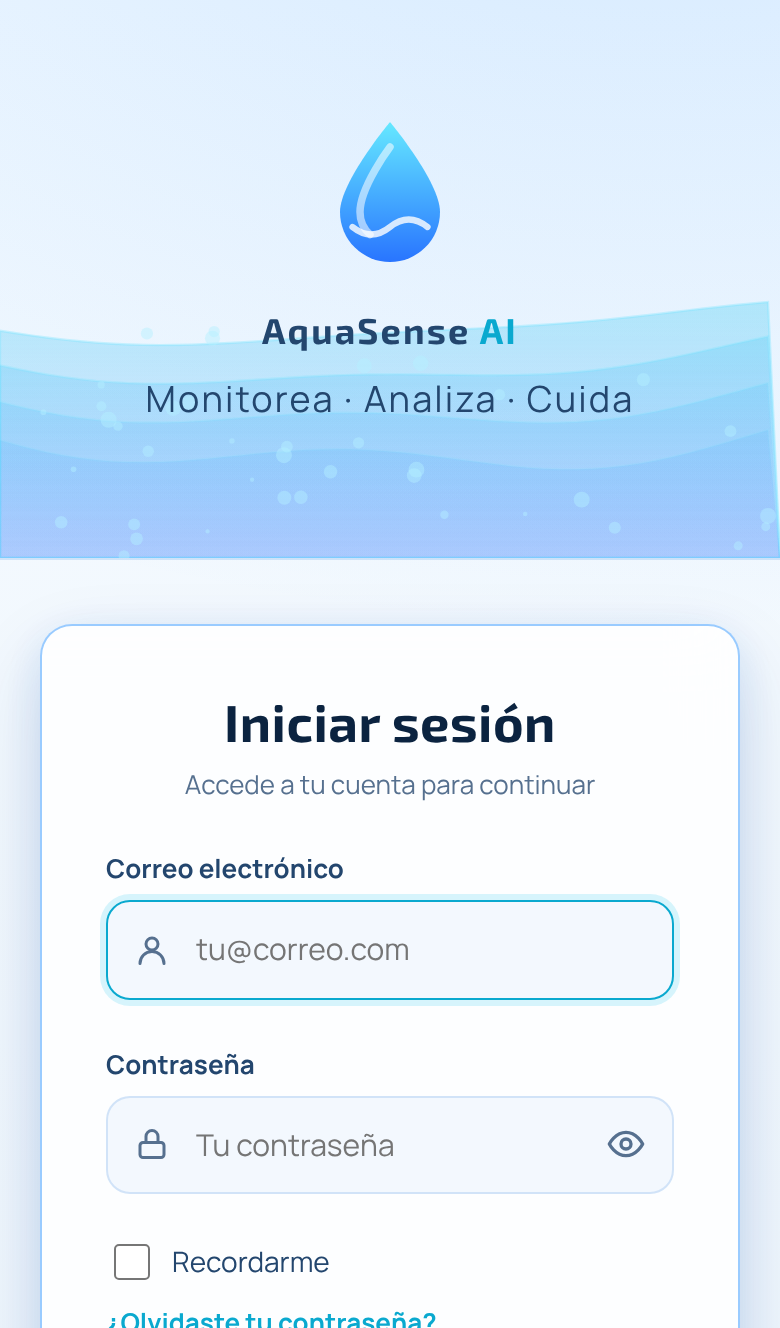 AquaSense AI
Monitorea · Analiza · Cuida
Iniciar sesión
Accede a tu cuenta para continuar
Correo electrónico
tu@correo.com
Contraseña
Tu contraseña
Recordarme
¿Olvidaste tu contraseña?